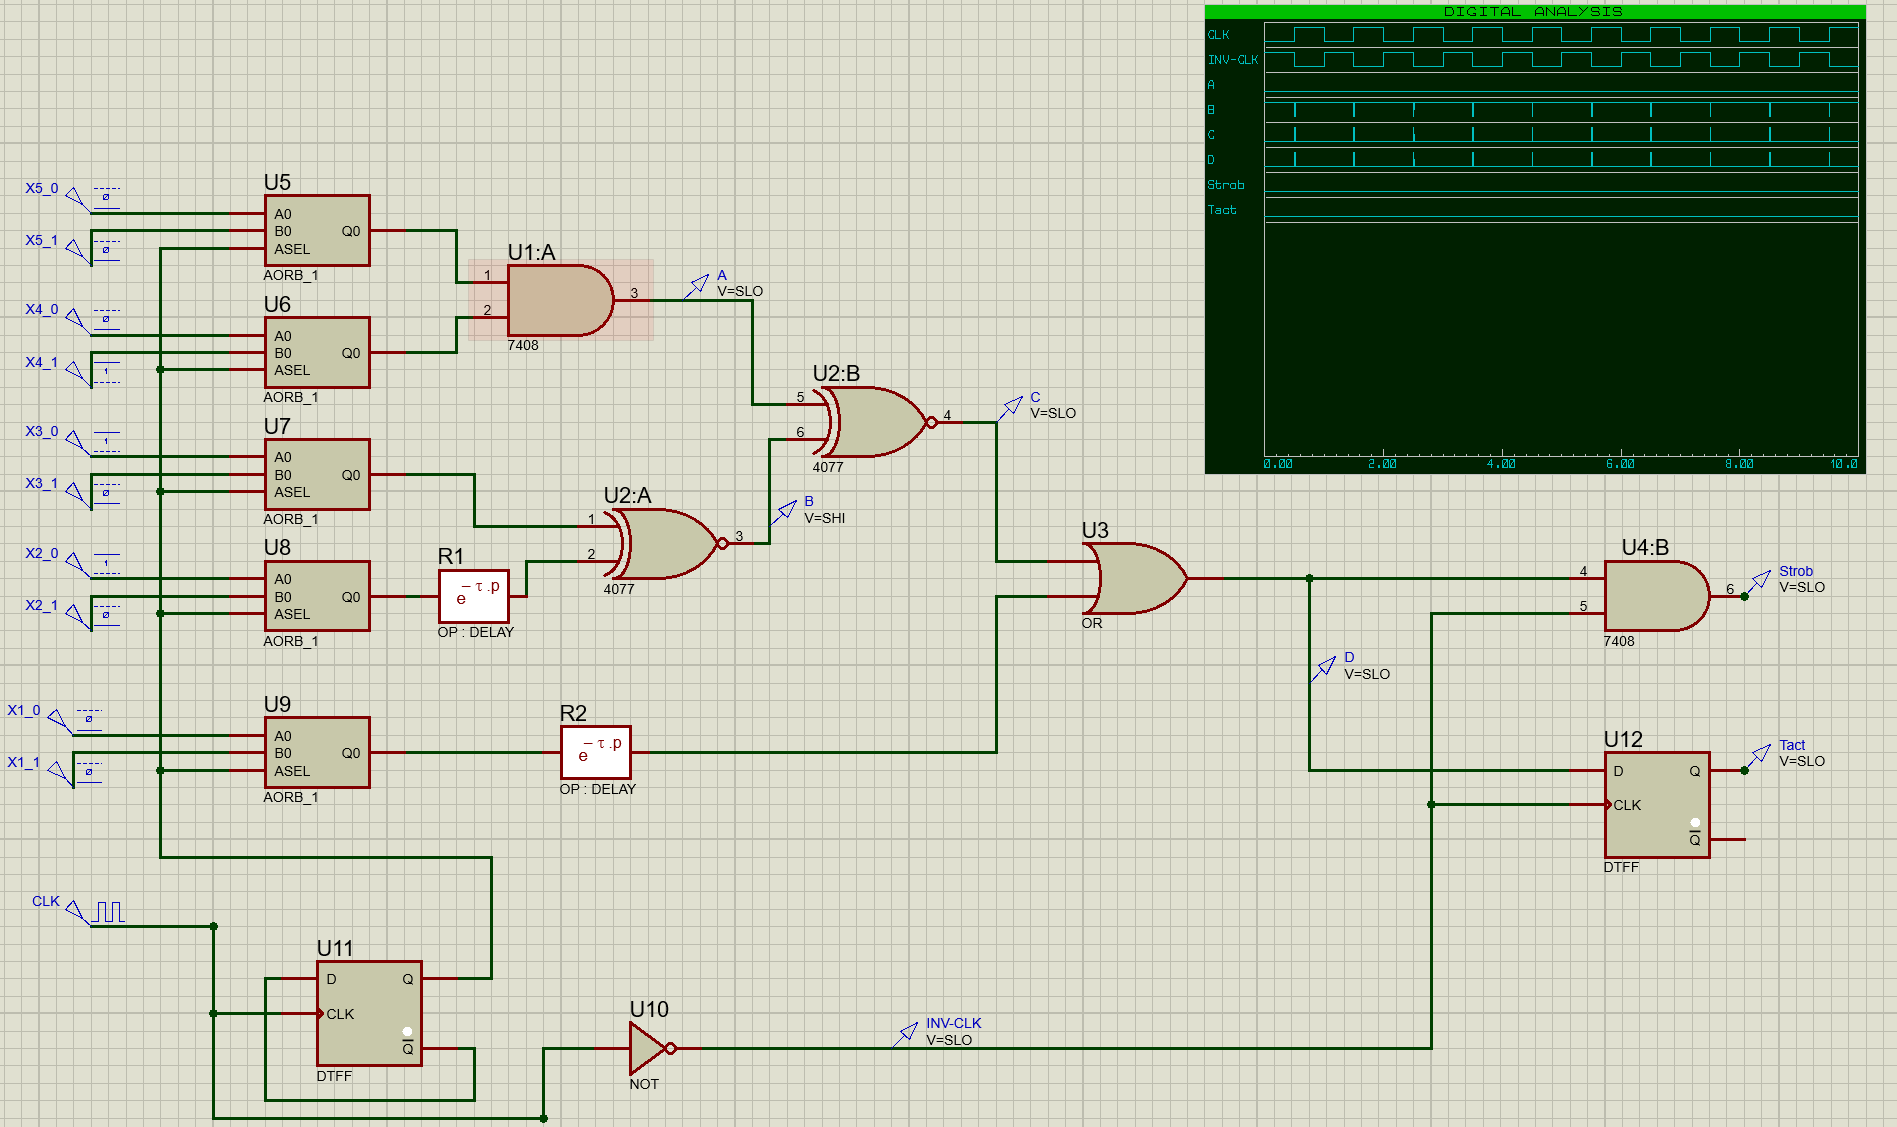 DIGITAL ANALYSIS
CLK
INV-CLK
A
B
C
D
Strob
Tact
0.00 2.00 4.00 6.00 8.00 10.0
X5_0
X5_1
U5
A0
B0
ASEL
Q0
AORB_1
X4_0
X4_1
U6
A0
B0
ASEL
Q0
AORB_1
X3_0
X3_1
U7
A0
B0
ASEL
Q0
AORB_1
X2_0
X2_1
U8
A0
B0
ASEL
Q0
AORB_1
X1_0
X1_1
U9
A0
B0
ASEL
Q0
AORB_1
U1:A
1
2
3
7408
A
V=SLO
U2:B
5
6
4
4077
C
V=SLO
U2:A
1
2
3
4077
B
V=SHI
R1
e −τ.p
OP : DELAY
R2
e −τ.p
OP : DELAY
U3
OR
D
V=SLO
U4:B
4
5
6
7408
Strob
V=SLO
U12
D
Q
CLK
Q
DTFF
Tact
V=SLO
CLK
U11
D
Q
CLK
Q
DTFF
U10
NOT
INV-CLK
V=SLO